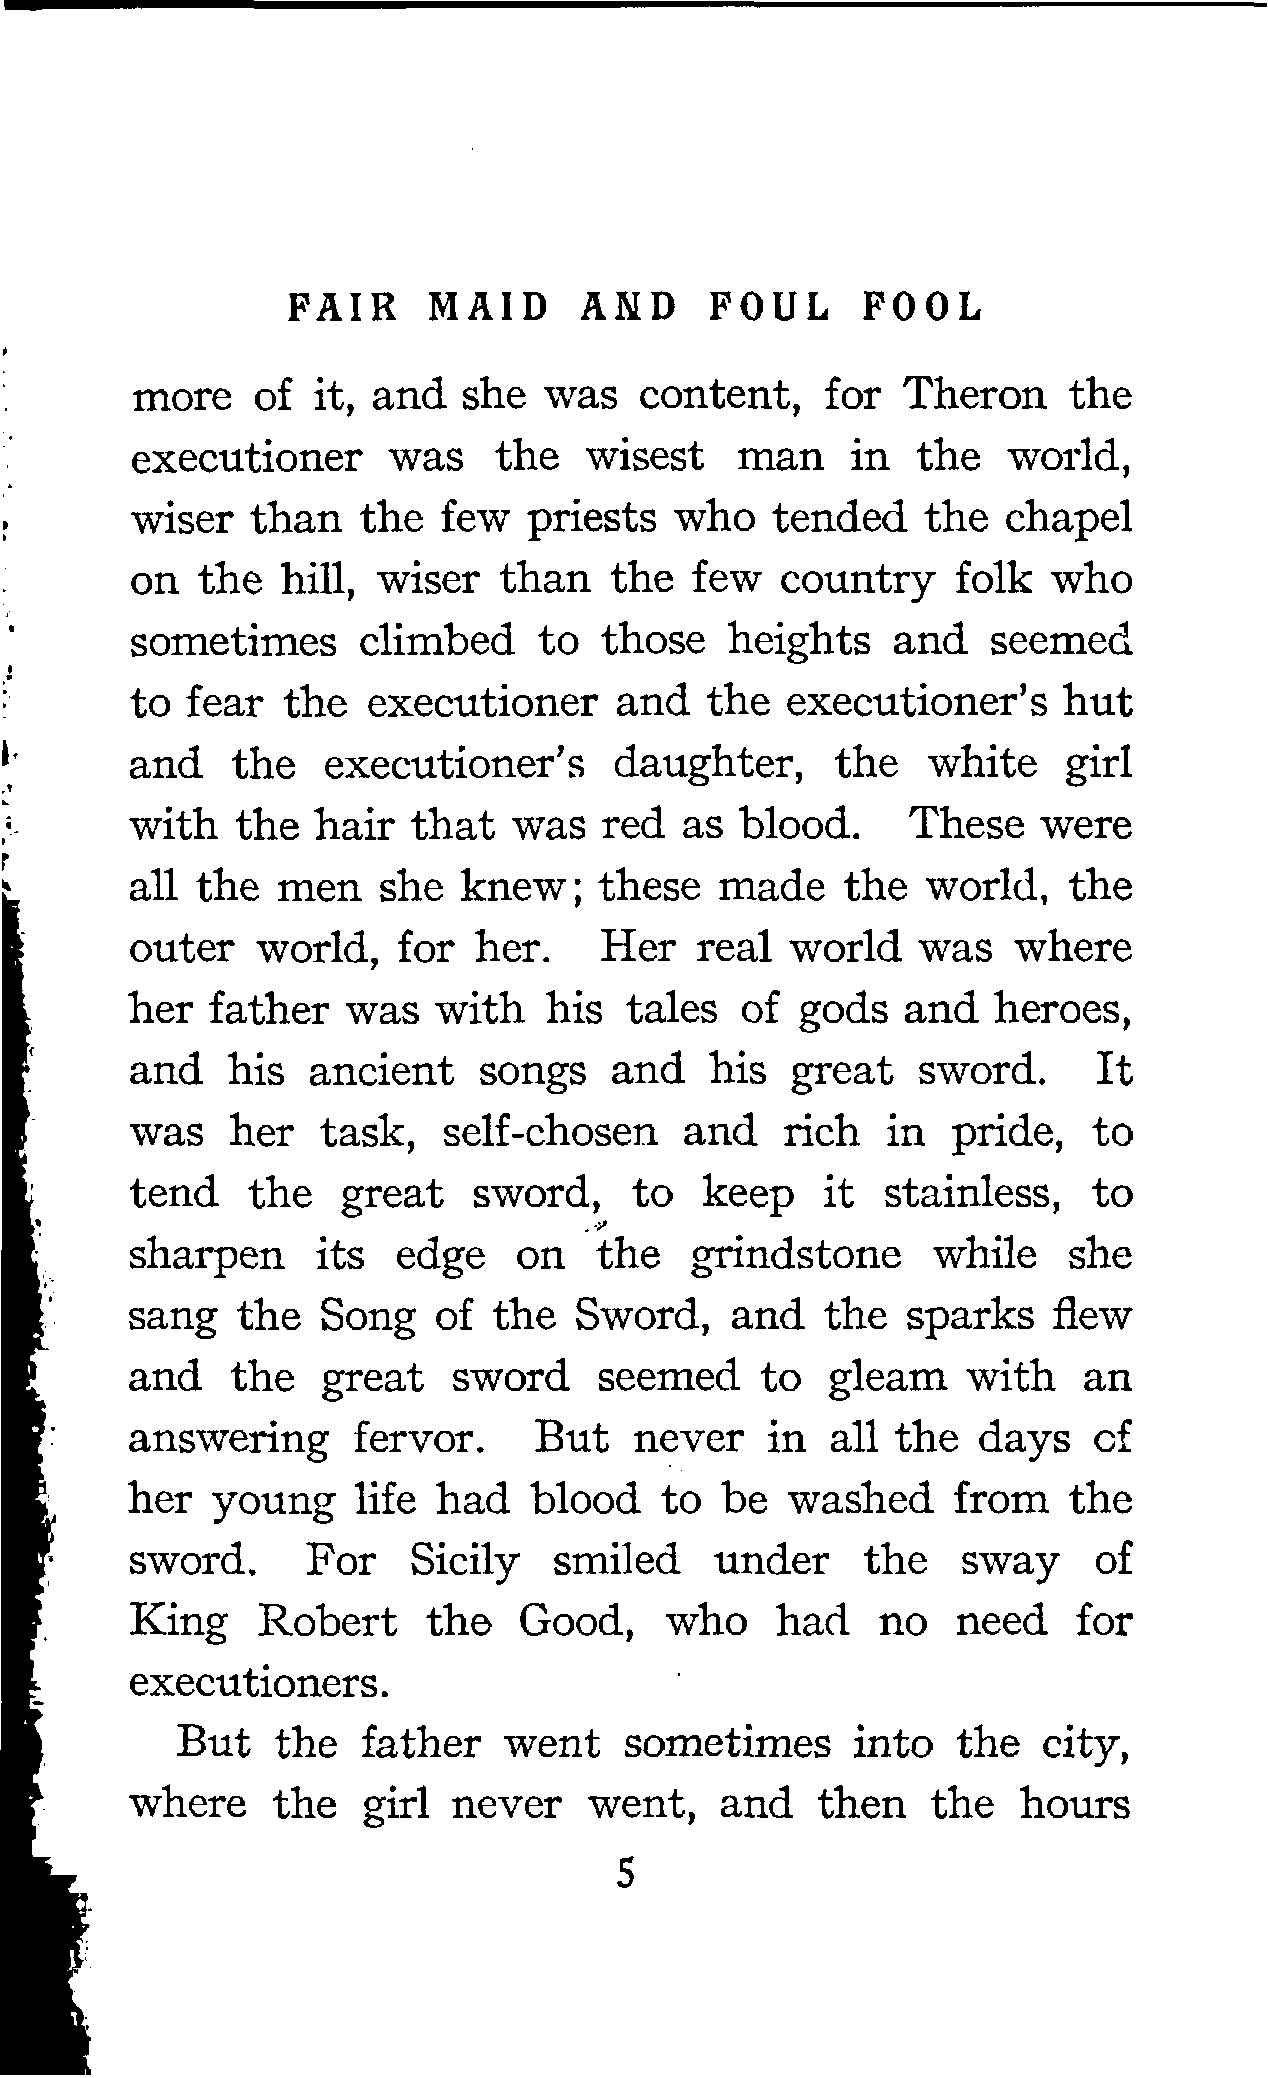 FAIR MAID AND FOUL FOOL
more of it, and she was content, for Theron the
executioner was the wisest man in the world,
wiser than the few priests who tended the chapel
on the hill, wiser than the few country folk who
sometimes climbed to those heights and seemed
to fear the executioner and the executioner's hut
and the executioner's daughter, the white girl
with the hair that was red as blood. These were
all the men she knew; these made the world, the
outer world, for her. Her real world was where
her father was with his tales of gods and heroes,
and his ancient songs and his great sword. It
was her task, self-chosen and rich in pride, to
tend the great sword, to keep it stainless, to
sharpen its edge on the grindstone while she
sang the Song of the Sword, and the sparks flew
and the great sword seemed to gleam with an
answering fervor. But never in all the days of
her young life had blood to be washed from the
sword. For Sicily smiled under the sway of
King Robert the Good, who had no need for
executioners.
But the father went sometimes into the city,
where the girl never went, and then the hours
5